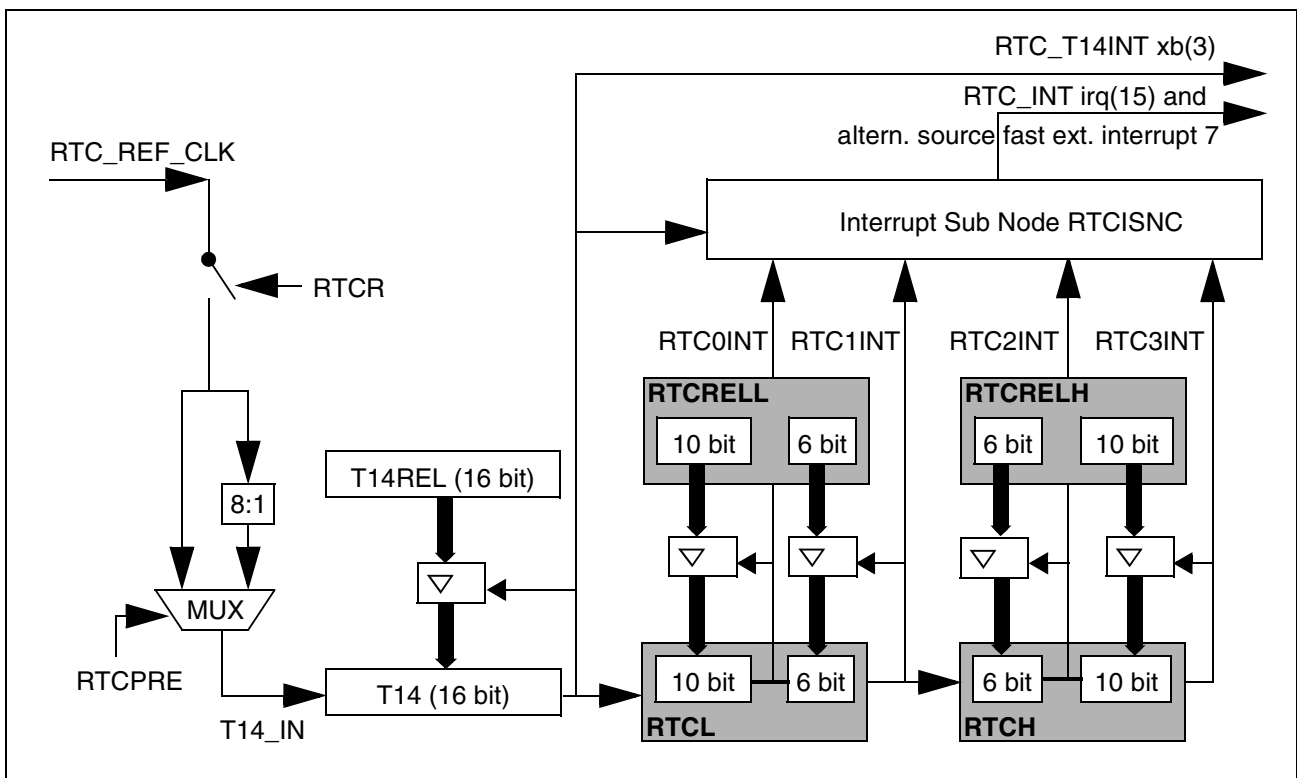 RTC_T14INT xb(3)
RTC_INT irq(15) and
altern. source fast ext. interrupt 7
RTC_REF_CLK
Interrupt Sub Node RTCISNC
RTCR
RTC0INT
RTC1INT
RTC2INT
RTC3INT
RTCRELL
RTCRELH
10 bit
6 bit
6 bit
10 bit
T14REL (16 bit)
8:1
MUX
RTCPRE
T14 (16 bit)
10 bit
6 bit
6 bit
10 bit
T14_IN
RTCL
RTCH